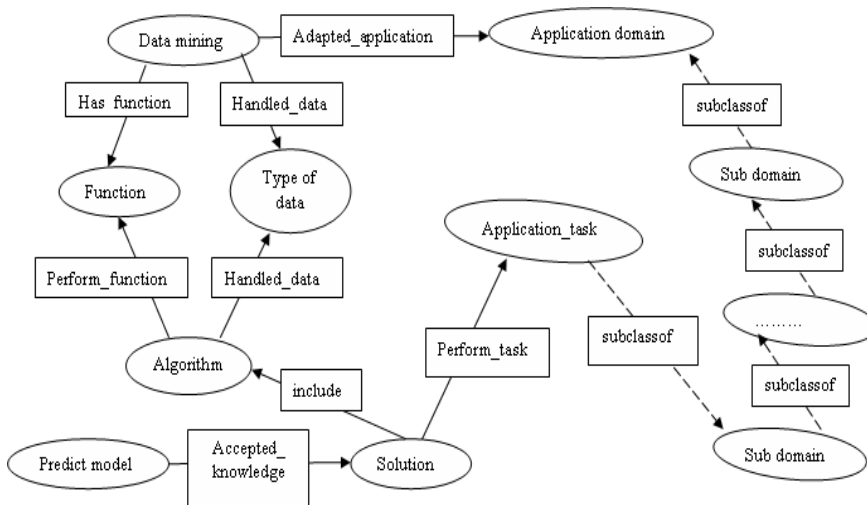 Data mining
Adapted_application
Application domain
Has function
Handled_data
subclassof
Function
Type of
data
Sub domain
Application_task
Perform_function
Handled_data
subclassof
subclassof
Perform_task
.........
Algorithm
include
subclassof
Predict model
Accepted_
knowledge
Solution
Sub domain